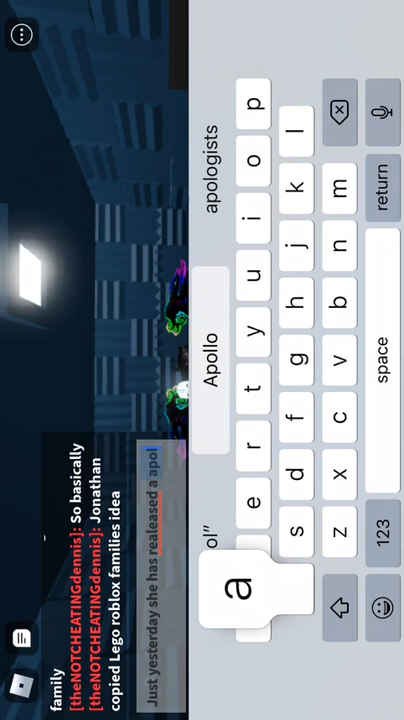 family
[theNOTCHEATINGdennis]: So basically
[theNOTCHEATINGdennis]: Jonathan
copied Lego roblox families idea
Just yesterday she has realeased a apol
ol”
Apollo
apologists
e r t y u i o p
a
s d f g h j k l
z x c v b n m
123
space
return